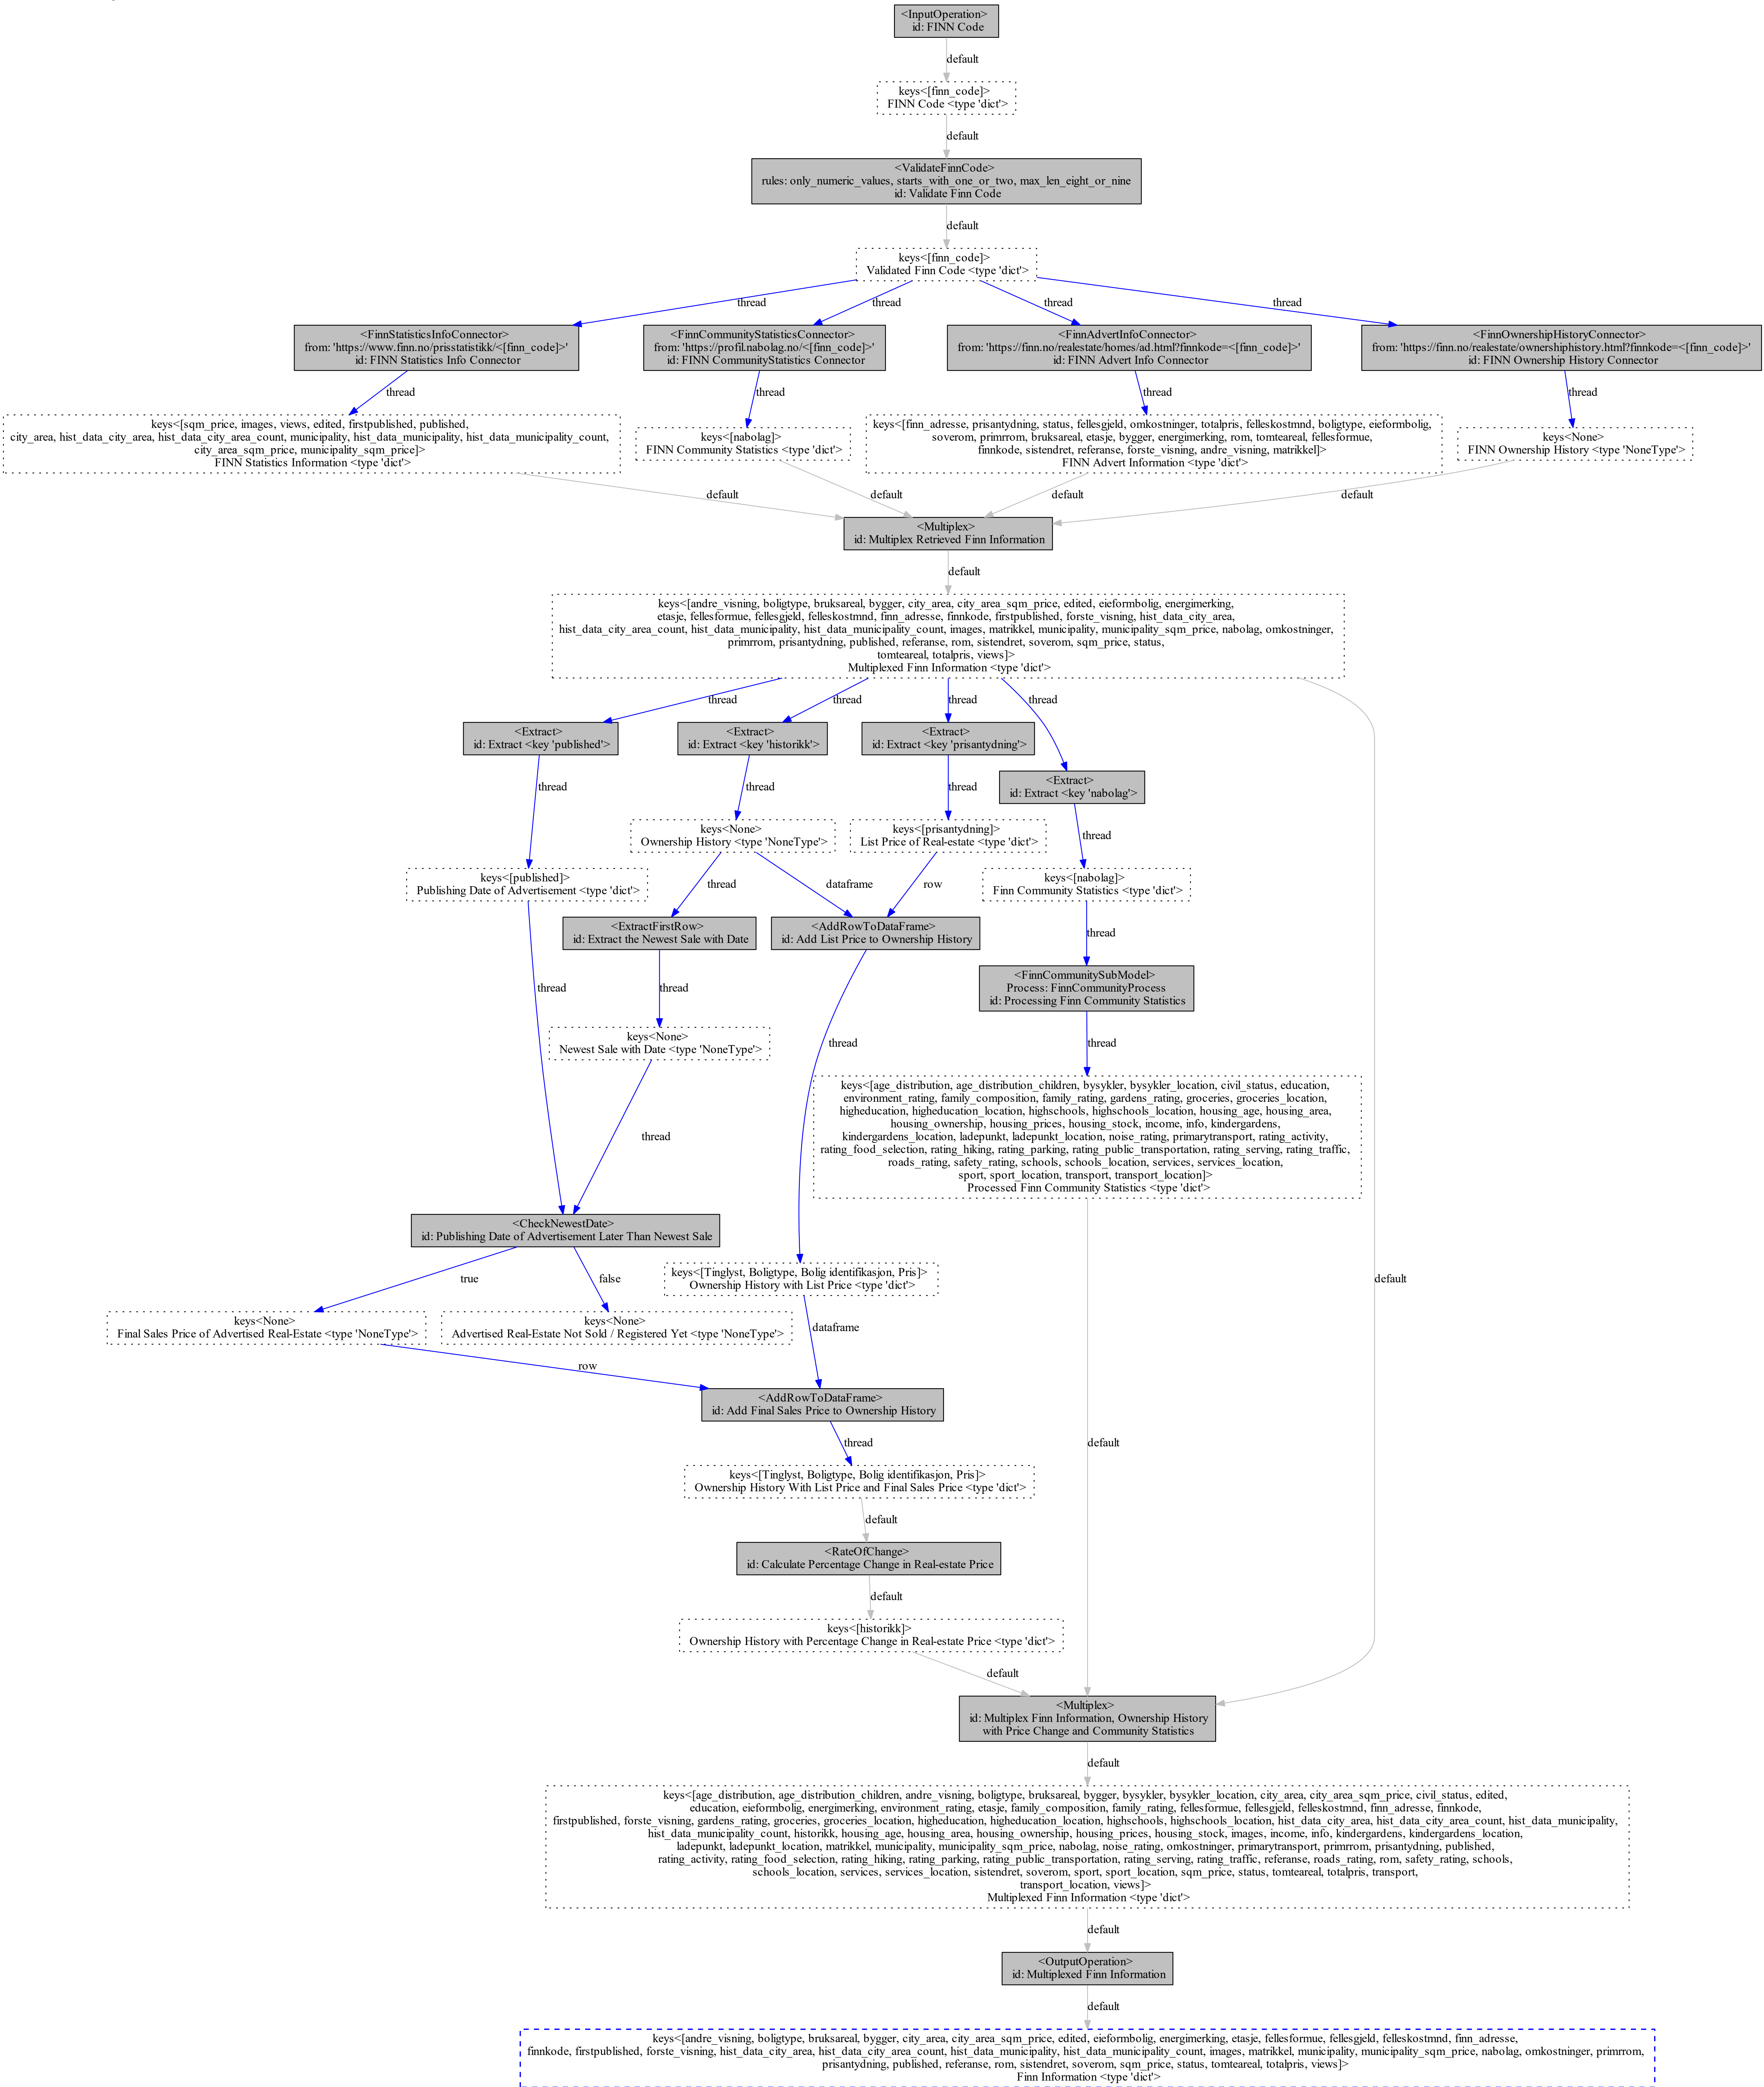 <InputOperation>
id: FINN Code
default
keys<[finn_code]>
FINN Code <type 'dict'>
default
<ValidateFinnCode>
rules: only_numeric_values, starts_with_one_or_two, max_len_eight_or_nine
id: Validate Finn Code
default
keys<[finn_code]>
Validated Finn Code <type 'dict'>
thread
thread
thread
thread
<FinnStatisticsInfoConnector>
from: 'https://www.finn.no/prisstatistikk/<[finn_code]>'
id: FINN Statistics Info Connector
<FinnCommunityStatisticsConnector>
from: 'https://profil.nabolag.no/<[finn_code]>'
id: FINN CommunityStatistics Connector
<FinnAdvertInfoConnector>
from: 'https://finn.no/realestate/homes/ad.html?finnkode=<[finn_code]>'
id: FINN Advert Info Connector
<FinnOwnershipHistoryConnector>
from: 'https://finn.no/realestate/ownershiphistory.html?finnkode=<[finn_code]>'
id: FINN Ownership History Connector
thread
thread
thread
thread
keys<[sqm_price, images, views, edited, firstpublished, published,
city_area, hist_data_city_area, hist_data_city_area_count, municipality, hist_data_municipality, hist_data_municipality_count,
city_area_sqm_price, municipality_sqm_price]>
FINN Statistics Information <type 'dict'>
keys<[nabolag]>
FINN Community Statistics <type 'dict'>
keys<[finn_adresse, prisantydning, status, fellesgjeld, omkostninger, totalpris, felleskostmnd, boligtype, eieformbolig,
soverom, primrrom, bruksareal, etasje, bygger, energimerking, rom, tomteareal, fellesformue,
finnkode, sistendret, referanse, forste_visning, andre_visning, matrikkel]>
FINN Advert Information <type 'dict'>
keys<None>
FINN Ownership History <type 'NoneType'>
default
default
default
default
<Multiplex>
id: Multiplex Retrieved Finn Information
default
keys<[andre_visning, boligtype, bruksareal, bygger, city_area, city_area_sqm_price, edited, eieformbolig, energimerking,
etasje, fellesformue, fellesgjeld, felleskostmnd, finn_adresse, finnkode, firstpublished, forste_visning, hist_data_city_area,
hist_data_city_area_count, hist_data_municipality, hist_data_municipality_count, images, matrikkel, municipality, municipality_sqm_price, nabolag, omkostninger,
primrrom, prisantydning, published, referanse, rom, sistendret, soverom, sqm_price, status,
tomteareal, totalpris, views]>
Multiplexed Finn Information <type 'dict'>
thread
thread
thread
thread
<Extract>
id: Extract <key 'published'>
<Extract>
id: Extract <key 'historikk'>
<Extract>
id: Extract <key 'prisantydning'>
<Extract>
id: Extract <key 'nabolag'>
thread
thread
thread
thread
keys<None>
Ownership History <type 'NoneType'>
keys<[prisantydning]>
List Price of Real-estate <type 'dict'>
keys<[published]>
Publishing Date of Advertisement <type 'dict'>
keys<[nabolag]>
Finn Community Statistics <type 'dict'>
thread
dataframe
row
<ExtractFirstRow>
id: Extract the Newest Sale with Date
<AddRowToDataFrame>
id: Add List Price to Ownership History
thread
<FinnCommunitySubModel>
Process: FinnCommunityProcess
id: Processing Finn Community Statistics
thread
thread
keys<None>
Newest Sale with Date <type 'NoneType'>
thread
thread
keys<[age_distribution, age_distribution_children, bysykler, bysykler_location, civil_status, education,
environment_rating, family_composition, family_rating, gardens_rating, groceries, groceries_location,
higheducation, higheducation_location, highschools, highschools_location, housing_age, housing_area,
housing_ownership, housing_prices, housing_stock, income, info, kindergardens,
kindergardens_location, ladepunkt, ladepunkt_location, noise_rating, primarytransport, rating_activity,
rating_food_selection, rating_hiking, rating_parking, rating_public_transportation, rating_serving, rating_traffic,
roads_rating, safety_rating, schools, schools_location, services, services_location,
sport, sport_location, transport, transport_location]>
Processed Finn Community Statistics <type 'dict'>
thread
<CheckNewestDate>
id: Publishing Date of Advertisement Later Than Newest Sale
true
false
keys<[Tinglyst, Boligtype, Bolig identifikasjon, Pris]>
Ownership History with List Price <type 'dict'>
default
keys<None>
Final Sales Price of Advertised Real-Estate <type 'NoneType'>
keys<None>
Advertised Real-Estate Not Sold / Registered Yet <type 'NoneType'>
dataframe
row
<AddRowToDataFrame>
id: Add Final Sales Price to Ownership History
thread
default
keys<[Tinglyst, Boligtype, Bolig identifikasjon, Pris]>
Ownership History With List Price and Final Sales Price <type 'dict'>
default
<RateOfChange>
id: Calculate Percentage Change in Real-estate Price
default
keys<[historikk]>
Ownership History with Percentage Change in Real-estate Price <type 'dict'>
default
<Multiplex>
id: Multiplex Finn Information, Ownership History
with Price Change and Community Statistics
default
keys<[age_distribution, age_distribution_children, andre_visning, boligtype, bruksareal, bygger, bysykler, bysykler_location, city_area, city_area_sqm_price, civil_status, edited,
education, eieformbolig, energimerking, environment_rating, etasje, family_composition, family_rating, fellesformue, fellesgjeld, felleskostmnd, finn_adresse, finnkode,
firstpublished, forste_visning, gardens_rating, groceries, groceries_location, higheducation, higheducation_location, highschools, highschools_location, hist_data_city_area, hist_data_city_area_count, hist_data_municipality,
hist_data_municipality_count, historikk, housing_age, housing_area, housing_ownership, housing_prices, housing_stock, images, income, info, kindergardens, kindergardens_location,
ladepunkt, ladepunkt_location, matrikkel, municipality, municipality_sqm_price, nabolag, noise_rating, omkostninger, primarytransport, primrrom, prisantydning, published,
rating_activity, rating_food_selection, rating_hiking, rating_parking, rating_public_transportation, rating_serving, rating_traffic, referanse, roads_rating, rom, safety_rating, schools,
schools_location, services, services_location, sistendret, soverom, sport, sport_location, sqm_price, status, tomteareal, totalpris, transport,
transport_location, views]>
Multiplexed Finn Information <type 'dict'>
default
<OutputOperation>
id: Multiplexed Finn Information
default
keys<[andre_visning, boligtype, bruksareal, bygger, city_area, city_area_sqm_price, edited, eieformbolig, energimerking, etasje, fellesformue, fellesgjeld, felleskostmnd, finn_adresse,
finnkode, firstpublished, forste_visning, hist_data_city_area, hist_data_city_area_count, hist_data_municipality, hist_data_municipality_count, images, matrikkel, municipality, municipality_sqm_price, nabolag, omkostninger, primrrom,
prisantydning, published, referanse, rom, sistendret, soverom, sqm_price, status, tomteareal, totalpris, views]>
Finn Information <type 'dict'>